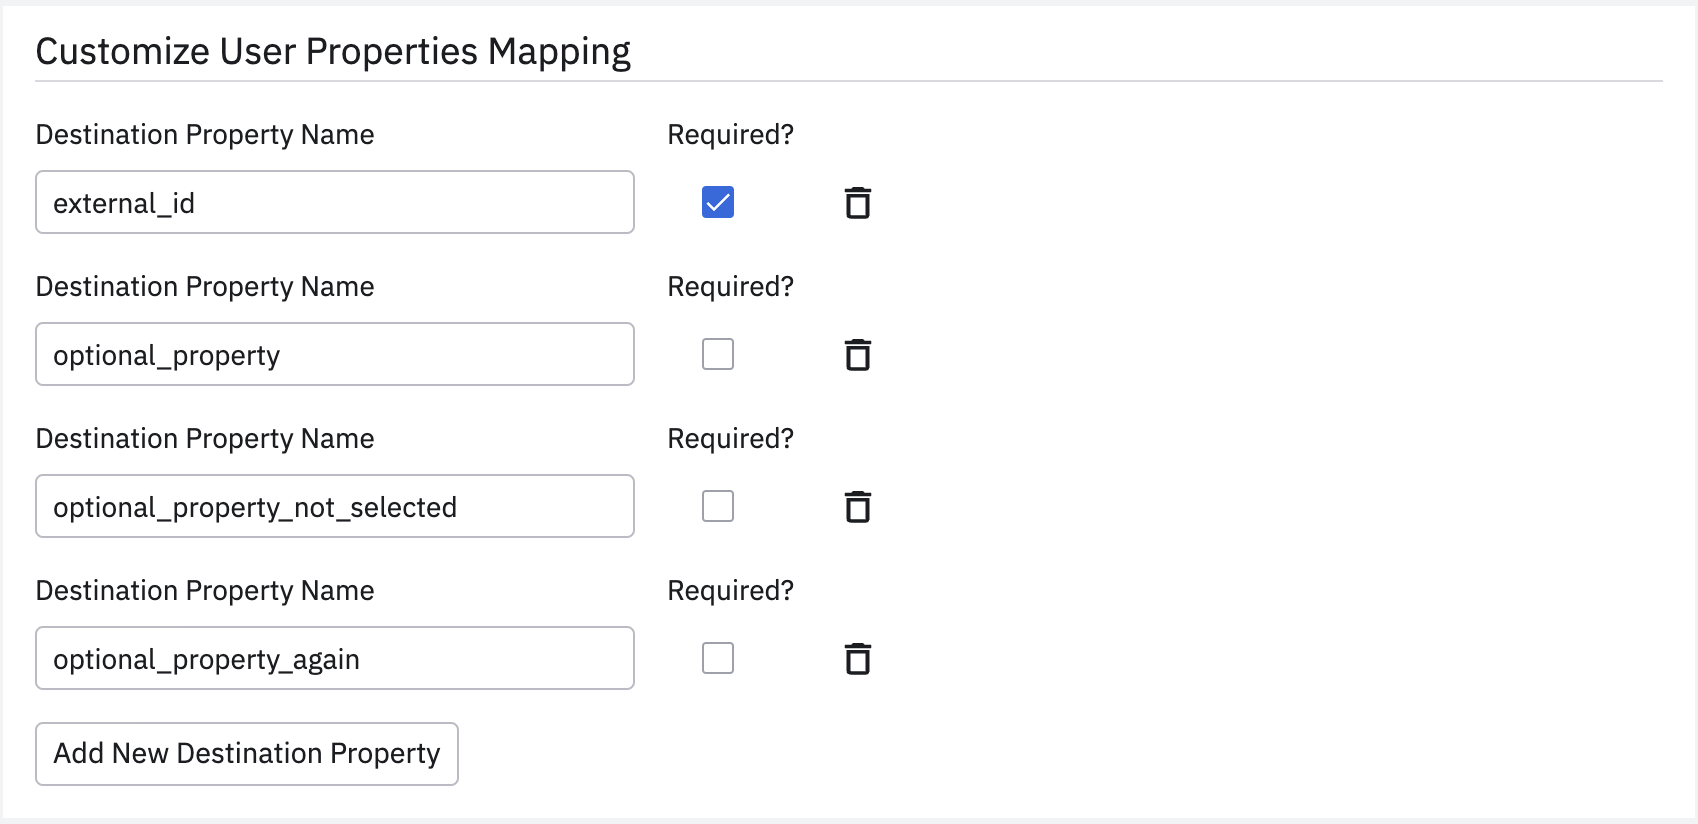 Customize User Properties Mapping
Destination Property Name Required?
external_id
Destination Property Name Required?
optional_property
Destination Property Name Required?
optional_property_not_selected
Destination Property Name Required?
optional_property_again
Add New Destination Property